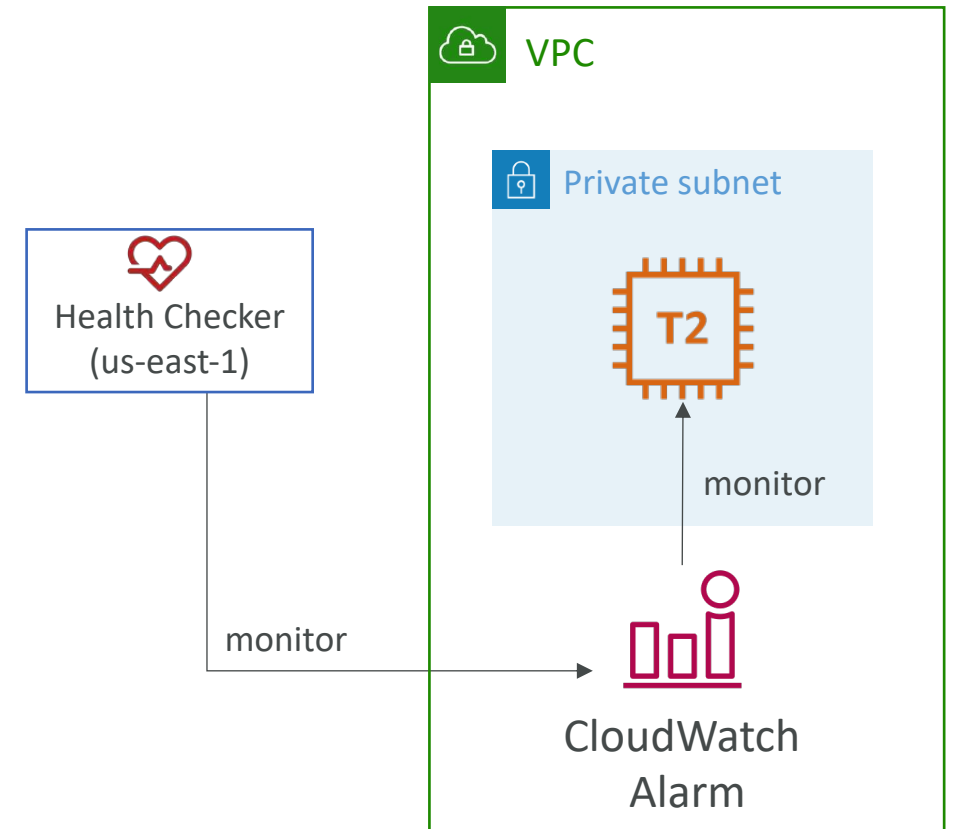 VPC
Private subnet
T2
Health Checker
(us-east-1)
monitor
monitor
CloudWatch
Alarm